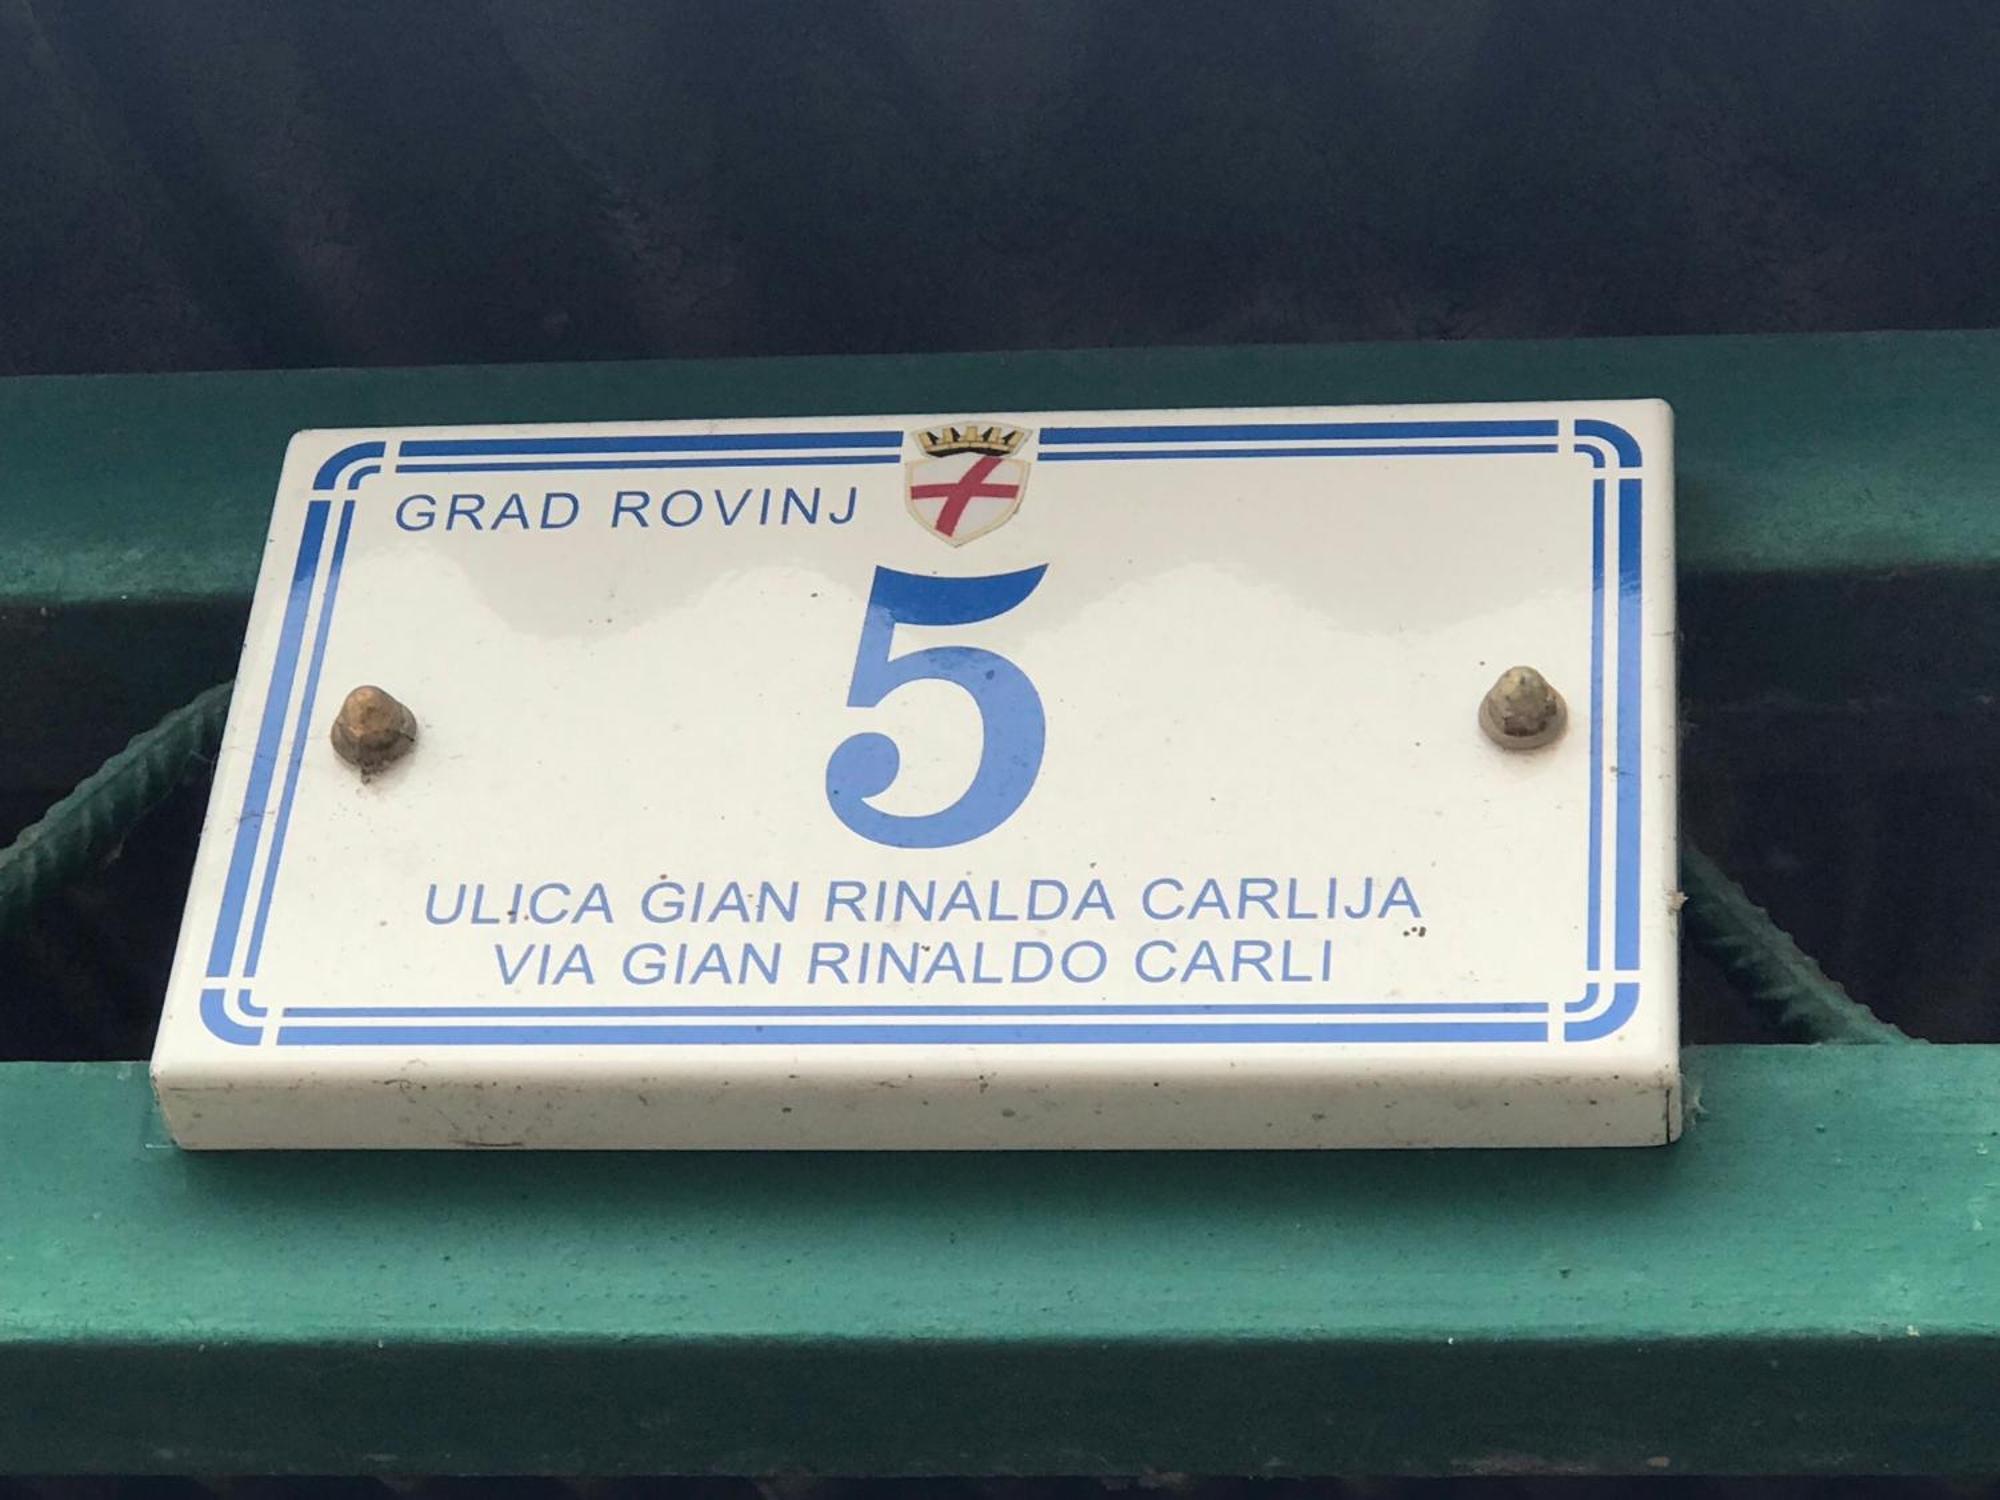 GRAD ROVINJ
5
ULICA GIAN RINALDA CARLIJA
VIA GIAN RINALDO CARLI